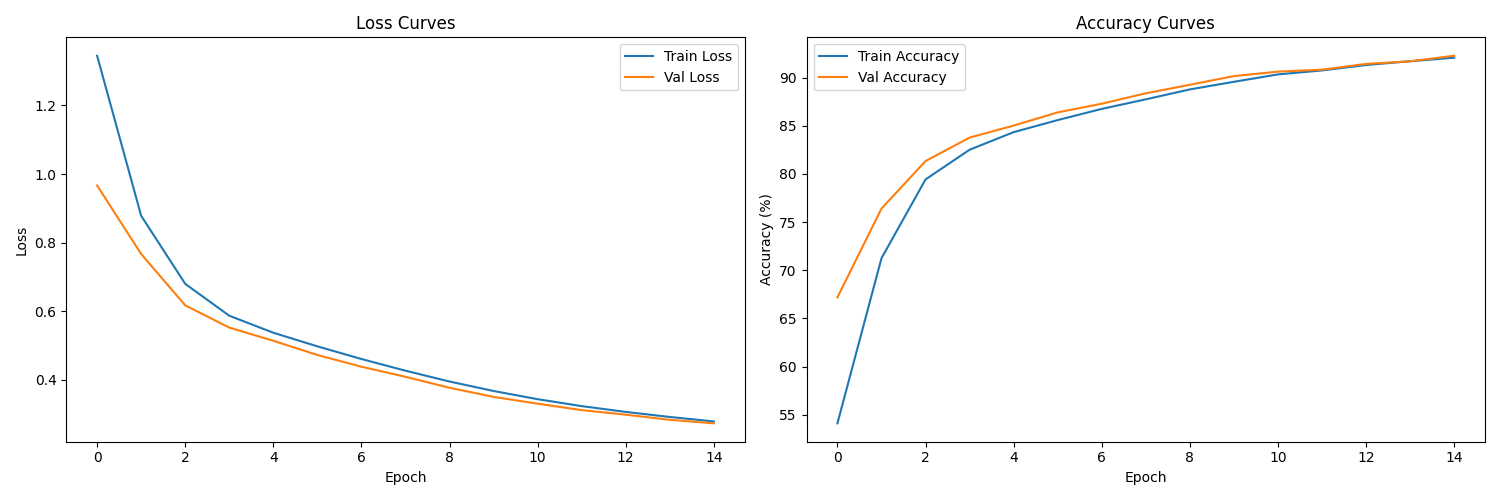 Loss Curves
Loss
1.2
1.0
0.8
0.6
0.4
0 2 4 6 8 10 12 14
Epoch
Train Loss
Val Loss
Accuracy Curves
Accuracy (%)
90
85
80
75
70
65
60
55
0 2 4 6 8 10 12 14
Epoch
Train Accuracy
Val Accuracy